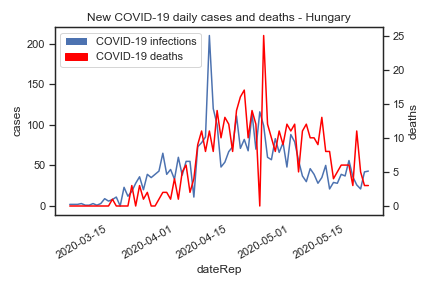 New COVID-19 daily cases and deaths - Hungary
COVID-19 infections
COVID-19 deaths
200
150
100
50
0
cases
25
20
15
10
5
0
deaths
2020-03-15
2020-04-01
2020-04-15
2020-05-01
2020-05-15
dateRep